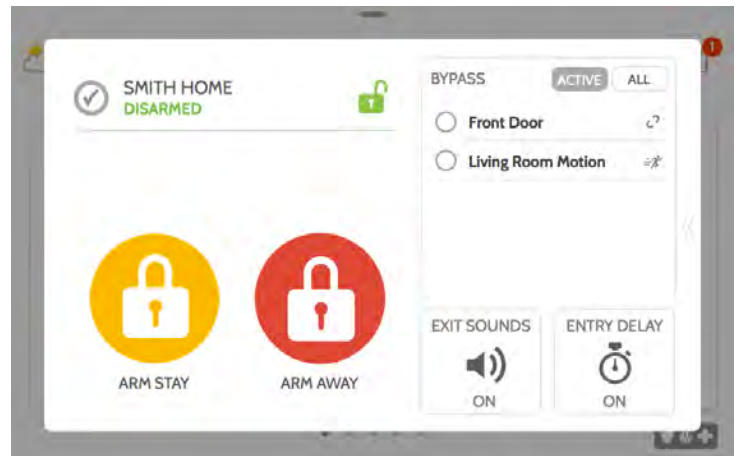 SMITH HOME
DISARMED
ARM STAY
ARM AWAY
BYPASS
ACTIVE
ALL
Front Door
Living Room Motion
EXIT SOUNDS
ON
ENTRY DELAY
ON
1